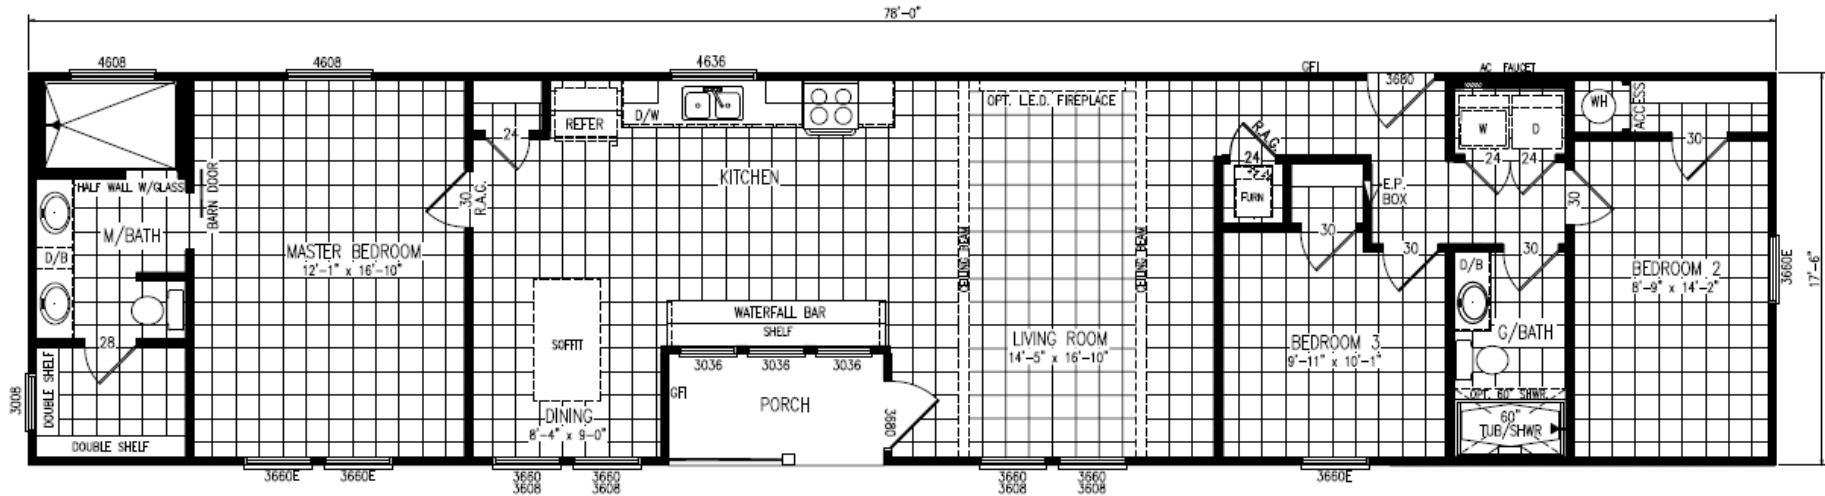 78'-0"
4608
4608
4636
GFI
AC FAUCET
3680
OPT. L.E.D. FIREPLACE
WH
ACCESS
REFER
D/W
W
D
24
R.A.G.
24
24
24
30
HALF WALL W/GLASS
BARN DOOR
KITCHEN
30
R.A.G.
FURN
E.P.
BOX
30
M/BATH
D/B
MASTER BEDROOM
12'-1" x 16'-10"
CEILING BEAM
CEILING BEAM
30
30
30
D/B
BEDROOM 2
8'-9" x 14'-2"
3660E
17'-6"
WATERFALL BAR
SHELF
28
SOFFIT
LIVING ROOM
14'-5" x 16'-10"
BEDROOM 3
9'-11" x 10'-1"
G/BATH
3036
3036
3036
DOUBLE SHELF
3008
GFI
PORCH
3680
OPT. 60" SHWR.
60"
TUB/SHWR
DINING
8'-4" x 9'-0"
DOUBLE SHELF
3660E
3660E
3660
3608
3660
3608
3660
3608
3660
3608
3660E